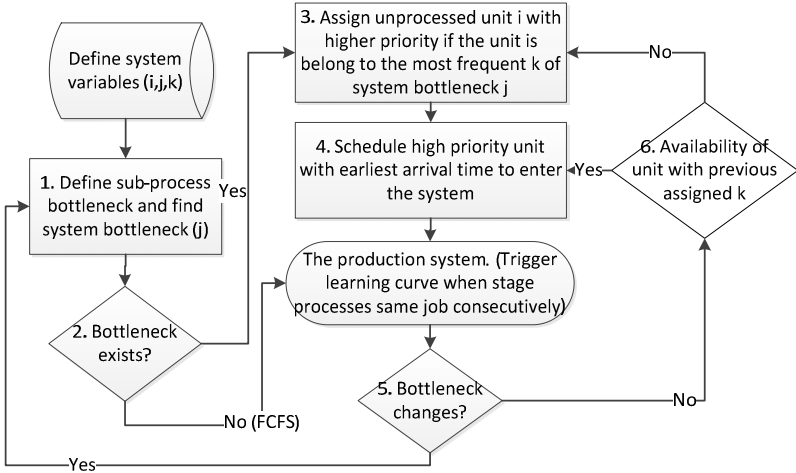 Define system
variables (i,j,k)
1. Define sub-process
bottleneck and find
system bottleneck (j)
2. Bottleneck
exists?
Yes
No (FCFS)
3. Assign unprocessed unit i with
higher priority if the unit is
belong to the most frequent k of
system bottleneck j
4. Schedule high priority unit
with earliest arrival time to enter
the system
The production system. (Trigger
learning curve when stage
processes same job consecutively)
5. Bottleneck
changes?
Yes
No
6. Availability of
unit with previous
assigned k
Yes
No